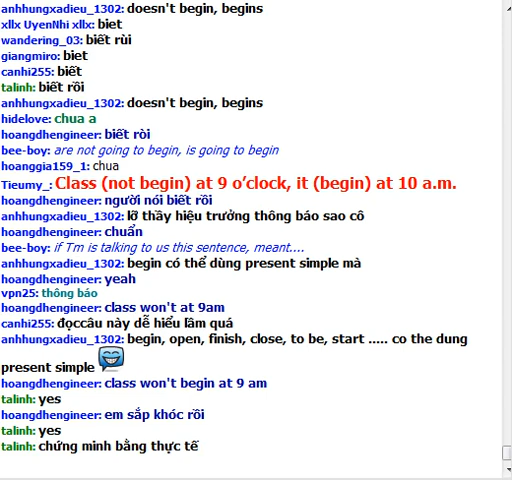 anhhungxadieu_1302: doesn't begin, begins
xllx UyenNhi xllx: biet
wandering_03: biết rùi
giangmiro: biet
canhi255: biết
talinh: biết rồi
anhhungxadieu_1302: doesn't begin, begins
hidelove: chua a
hoangdhengineer: biết ròi
bee-boy: are not going to begin, is going to begin
hoanggia159_1: chua
Tieumy_: Class (not begin) at 9 o’clock, it (begin) at 10 a.m.
hoangdhengineer: người nói biết rồi
anhhungxadieu_1302: lỡ thầy hiệu trưởng thông báo sao cô
hoangdhengineer: chuẩn
bee-boy: if Tm is talking to us this sentence, meant....
anhhungxadieu_1302: begin có thể dùng present simple mà
hoangdhengineer: yeah
vpn25: thông báo
hoangdhengineer: class won't at 9am
canhi255: đọccâu này dễ hiểu lầm quá
anhhungxadieu_1302: begin, open, finish, close, to be, start ..... co the dung
present simple
hoangdhengineer: class won't begin at 9 am
talinh: yes
hoangdhengineer: em sắp khóc rồi
talinh: yes
talinh: chứng minh bằng thực tế